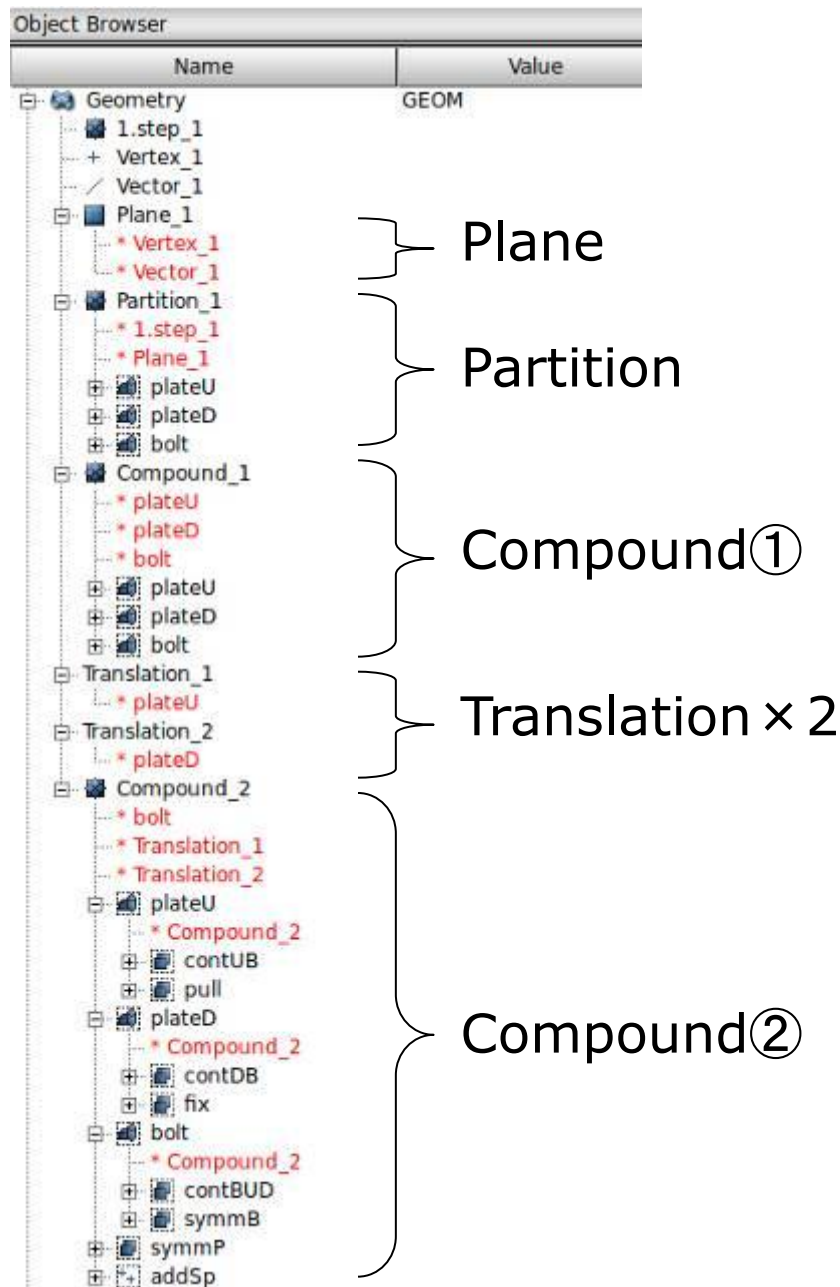 Object Browser
Name Value
Geometry GEOM
1.step_1
Vertex_1
Vector_1
Plane_1
* Vertex_1
* Vector_1
Plane
Partition_1
* 1.step_1
* Plane_1
plateU
plateD
bolt
Partition
Compound_1
* plateU
* plateD
* bolt
plateU
plateD
bolt
Compound①
Translation_1
* plateU
Translation_2
* plateD
Translation×2
Compound_2
* bolt
* Translation_1
* Translation_2
plateU
* Compound_2
contUB
pull
plateD
* Compound_2
contDB
fix
bolt
* Compound_2
contBUD
symmB
symmP
addSp
Compound②